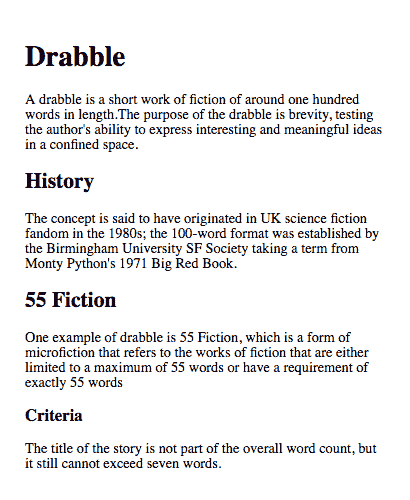 Drabble
A drabble is a short work of fiction of around one hundred
words in length.The purpose of the drabble is brevity, testing
the author's ability to express interesting and meaningful ideas
in a confined space.
History
The concept is said to have originated in UK science fiction
fandom in the 1980s; the 100-word format was established by
the Birmingham University SF Society taking a term from
Monty Python's 1971 Big Red Book.
55 Fiction
One example of drabble is 55 Fiction, which is a form of
microfiction that refers to the works of fiction that are either
limited to a maximum of 55 words or have a requirement of
exactly 55 words
Criteria
The title of the story is not part of the overall word count, but
it still cannot exceed seven words.